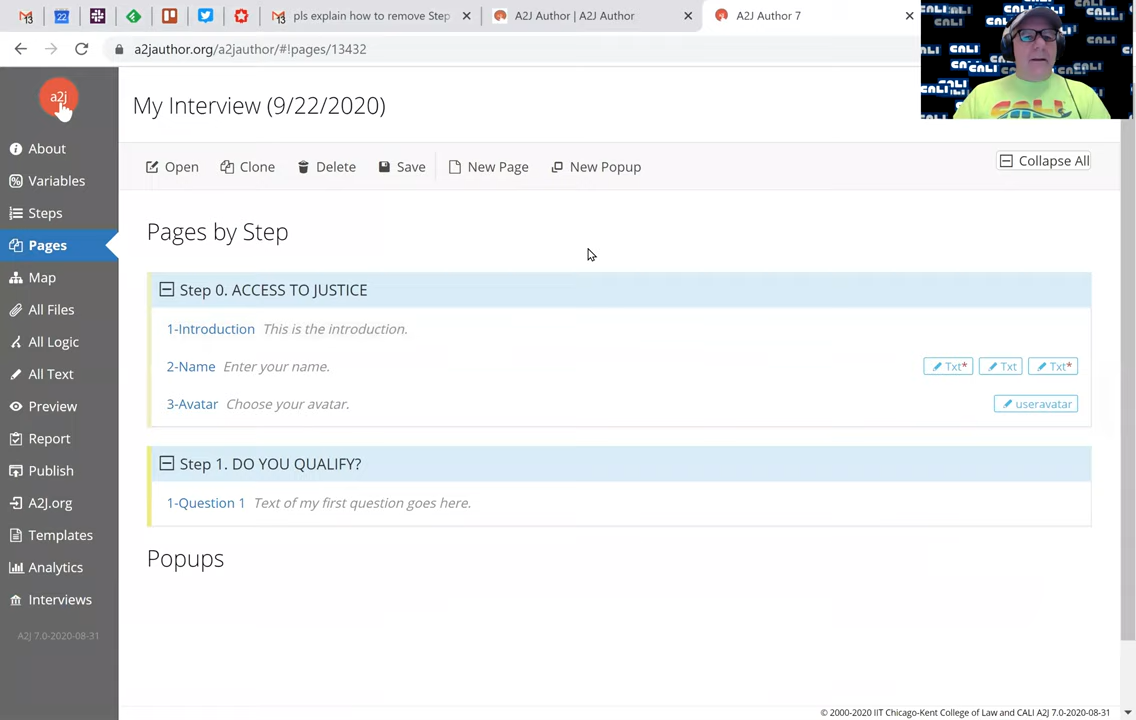 pls explain how to remove Step
A2J Author | A2J Author
A2J Author 7
a2jauthor.org/a2jauthor/#!pages/13432
CALI
a2j
My Interview (9/22/2020)
About
Variables
Steps
Pages
Map
All Files
All Logic
All Text
Preview
Report
Publish
A2J.org
Templates
Analytics
Interviews
A2J 7.0-2020-08-31
Open
Clone
Delete
Save
New Page
New Popup
Collapse All
Pages by Step
Step 0. ACCESS TO JUSTICE
1-Introduction This is the introduction.
2-Name Enter your name. Txt* Txt Txt*
3-Avatar Choose your avatar. useravatar
Step 1. DO YOU QUALIFY?
1-Question 1 Text of my first question goes here.
Popups
© 2000-2020 IIT Chicago-Kent College of Law and CALI A2J 7.0-2020-08-31